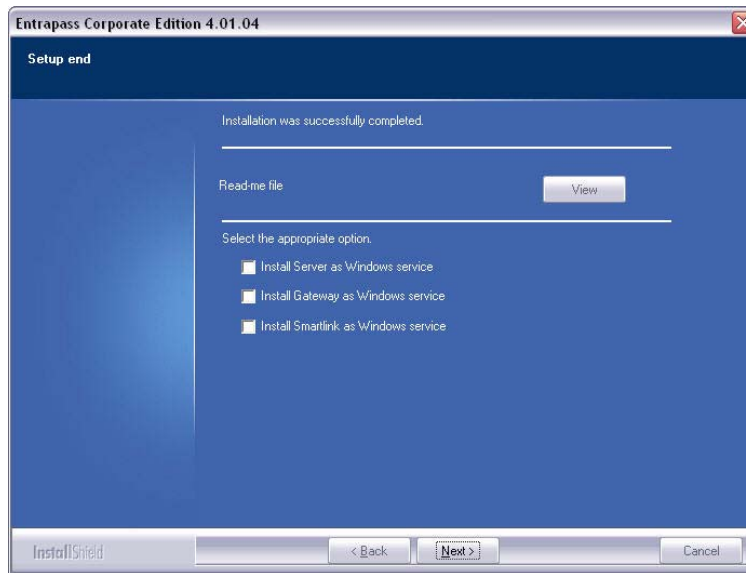 Entrapass Corporate Edition 4.01.04
Setup end
Installation was successfully completed.
Read-me file
View
Select the appropriate option.
Install Server as Windows service
Install Gateway as Windows service
Install Smartlink as Windows service
InstallShield
< Back
Next >
Cancel